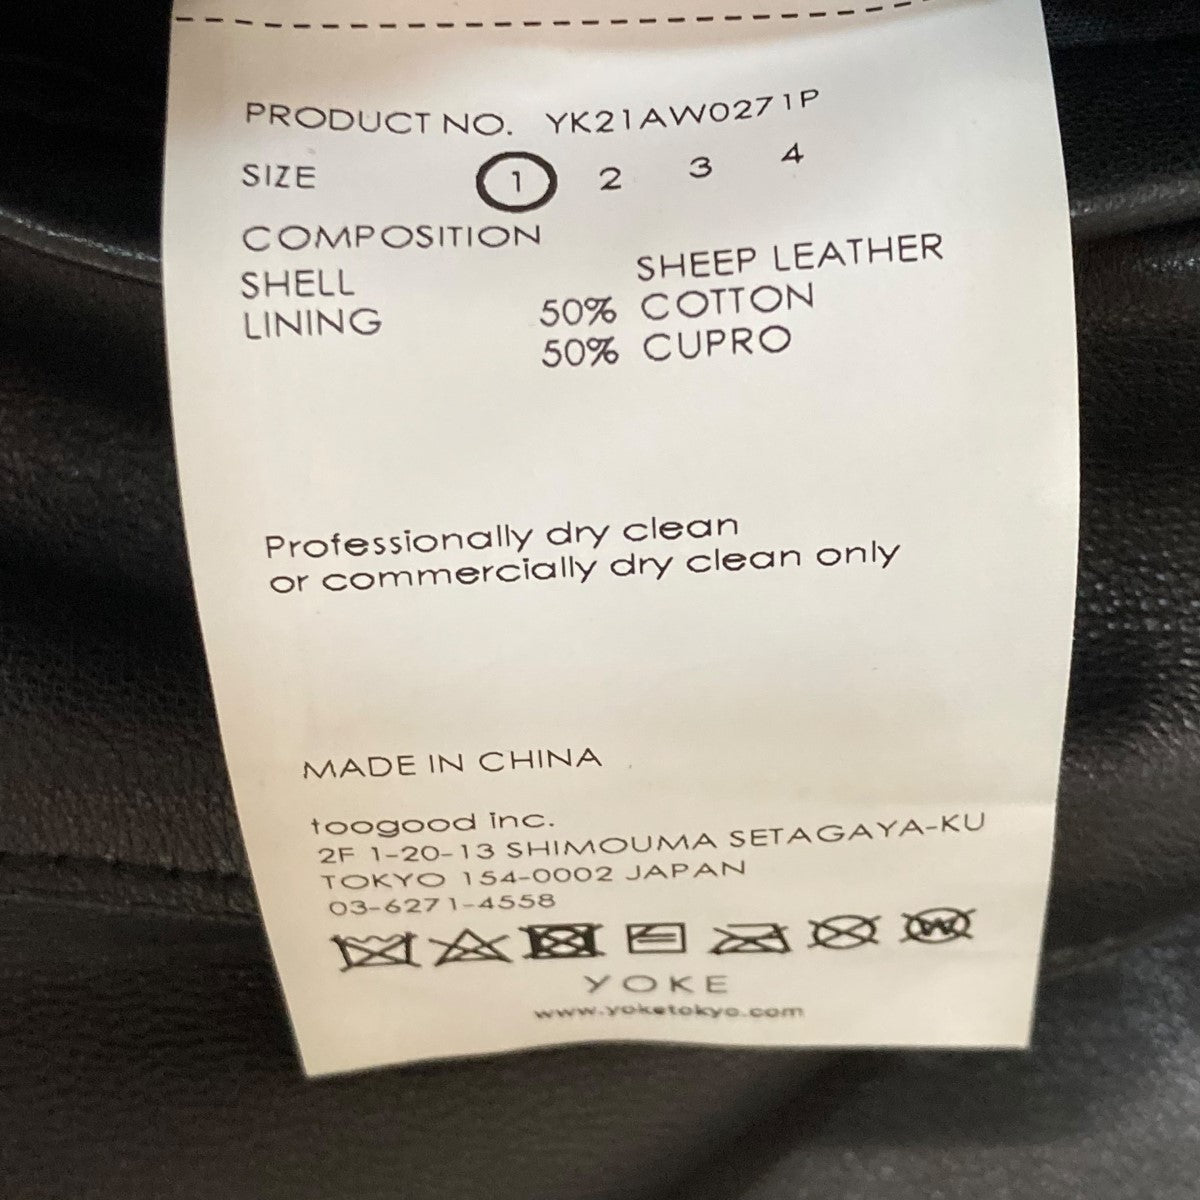 PRODUCT NO. YK21AW0271P
SIZE 1 2 3 4
COMPOSITION
SHELL SHEEP LEATHER
LINING 50% COTTON
50% CUPRO
Professionally dry clean
or commercially dry clean only
MADE IN CHINA
toogood inc.
2F 1-20-13 SHIMOUMA SETAGAYA-KU
TOKYO 154-0002 JAPAN
03-6271-4558
W
YOKE
www.yoketokyo.com